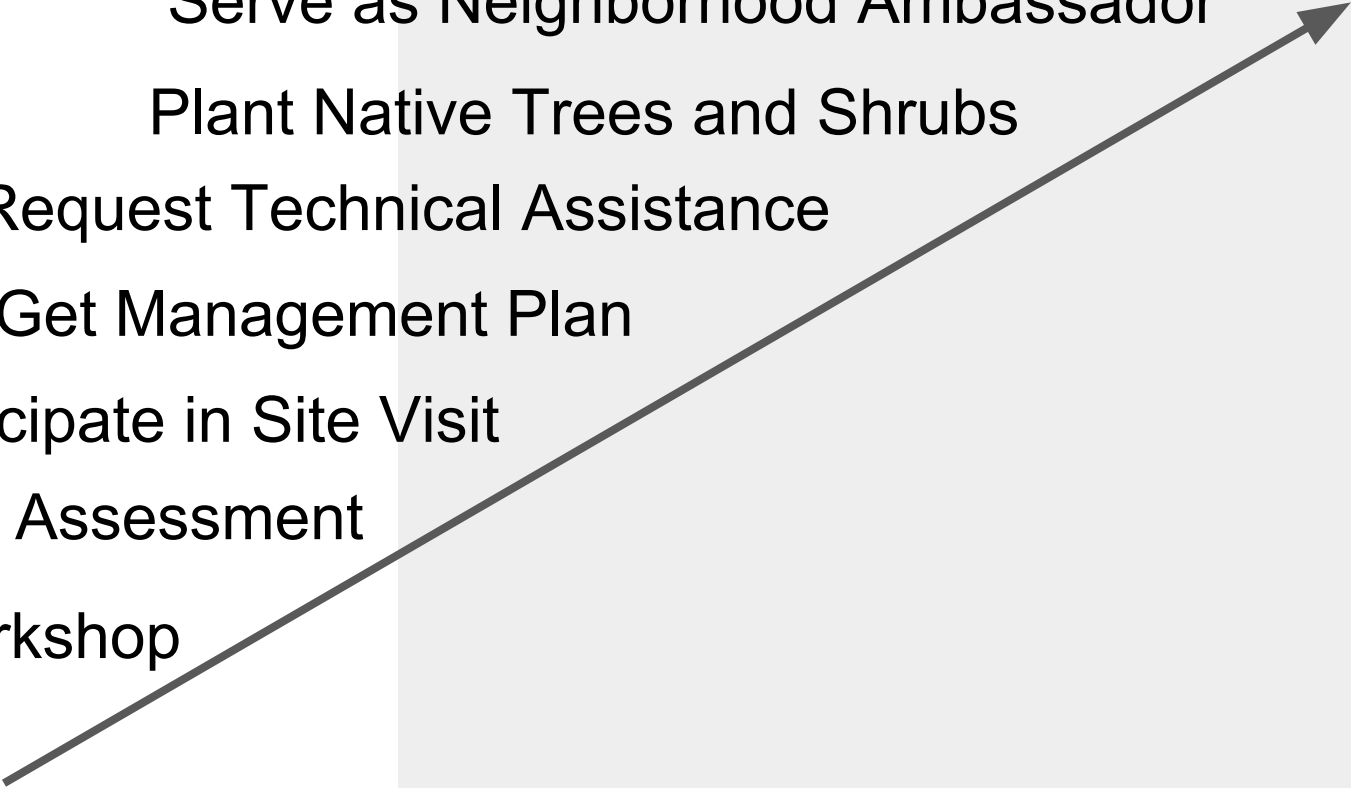 Serve as Neighborhood Ambassador
Plant Native Trees and Shrubs
Request Technical Assistance
Get Management Plan
cipate in Site Visit
Assessment
rkshop